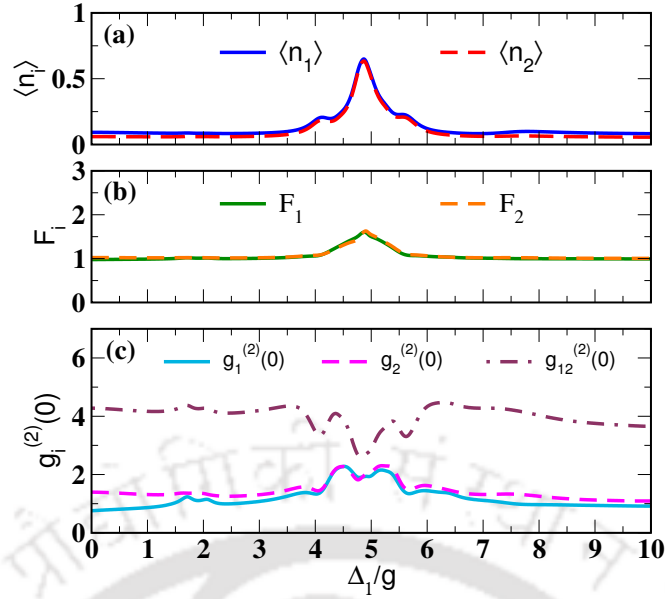 (a)
⟨n₁⟩ ⟨n₂⟩
⟨nᵢ⟩
1
0.5
0
(b)
F₁ F₂
Fᵢ
3
2
1
0
(c)
g₁⁽²⁾(0) g₂⁽²⁾(0) g₁₂⁽²⁾(0)
gᵢ⁽²⁾(0)
6
4
2
0
0 1 2 3 4 5 6 7 8 9 10
Δ₁/g